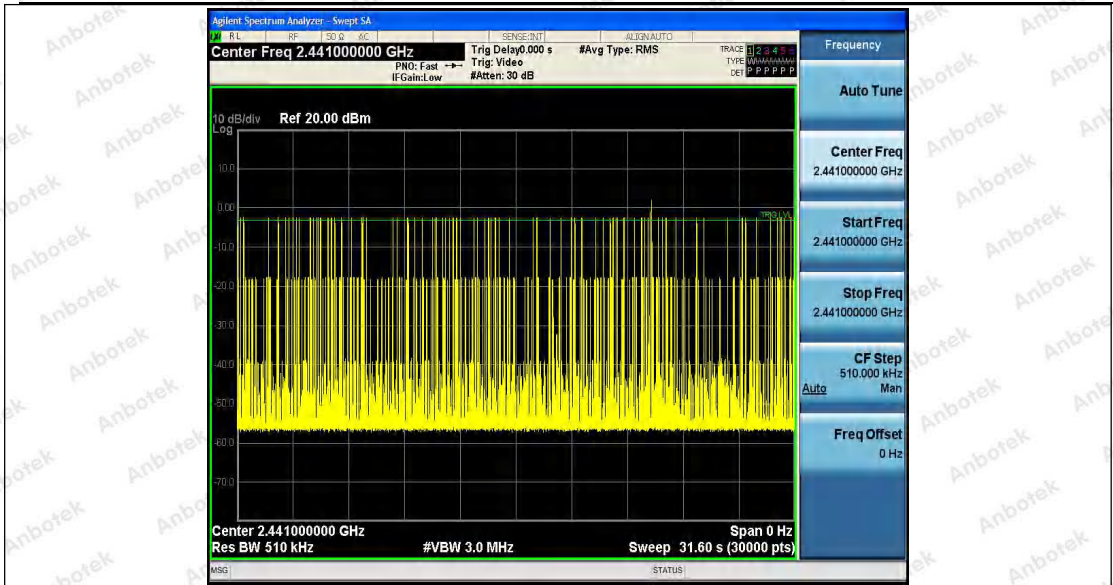 Agilent Spectrum Analyzer - Swept SA
RL RF 50 Ω AC SENSE:INT ALIGN AUTO
Center Freq 2.441000000 GHz
PNO: Fast
IFGain:Low
Trig Delay0.000 s
Trig: Video
#Atten: 30 dB
#Avg Type: RMS
TRACE 1 2 3 4 5 6
TYPE
DET P P P P P P
10 dB/div Ref 20.00 dBm
Log
10.0
0.00
TRIG LVL
-10.0
-20.0
-30.0
-40.0
-50.0
-60.0
-70.0
Center 2.441000000 GHz
Span 0 Hz
Res BW 510 kHz
#VBW 3.0 MHz
Sweep 31.60 s (30000 pts)
MSG
STATUS
Frequency
Auto Tune
Center Freq
2.441000000 GHz
Start Freq
2.441000000 GHz
Stop Freq
2.441000000 GHz
CF Step
510.000 kHz
Auto Man
Freq Offset
0 Hz
Anbotek